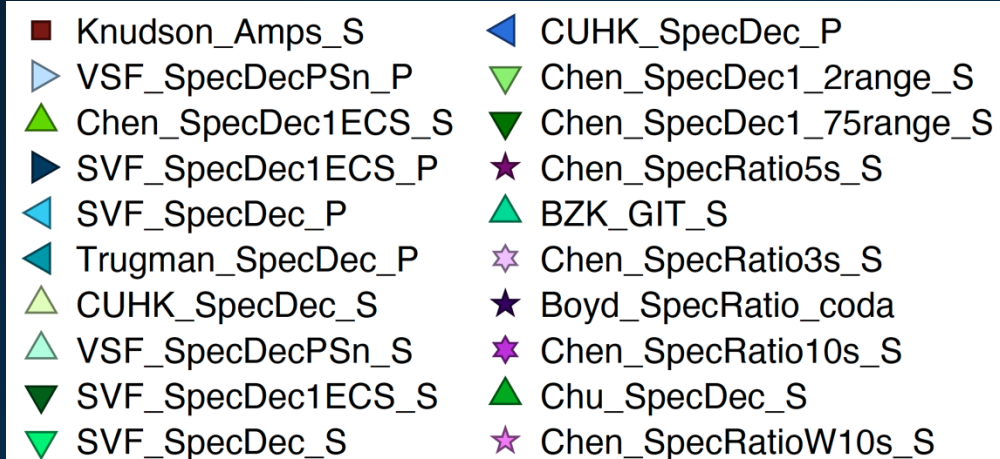 Knudson_Amps_S
VSF_SpecDecPSn_P
Chen_SpecDec1ECS_S
SVF_SpecDec1ECS_P
SVF_SpecDec_P
Trugman_SpecDec_P
CUHK_SpecDec_S
VSF_SpecDecPSn_S
SVF_SpecDec1ECS_S
SVF_SpecDec_S
CUHK_SpecDec_P
Chen_SpecDec1_2range_S
Chen_SpecDec1_75range_S
Chen_SpecRatio5s_S
BZK_GIT_S
Chen_SpecRatio3s_S
Boyd_SpecRatio_coda
Chen_SpecRatio10s_S
Chu_SpecDec_S
Chen_SpecRatioW10s_S